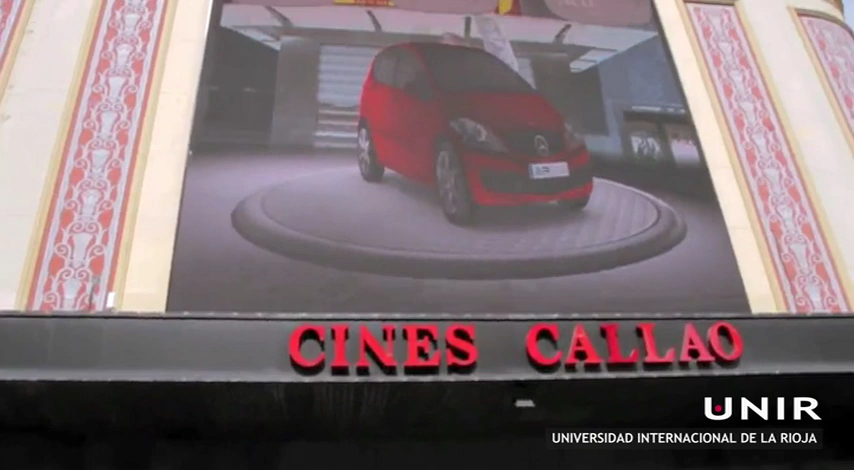 CINES CALLAO
UNIR
UNIVERSIDAD INTERNACIONAL DE LA RIOJA